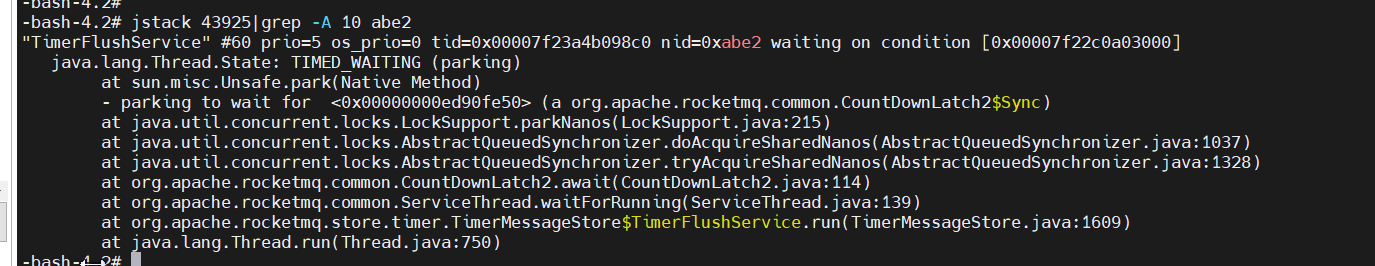 -bash-4.2#
-bash-4.2# jstack 43925|grep -A 10 abe2
"TimerFlushService" #60 prio=5 os_prio=0 tid=0x00007f23a4b098c0 nid=0xabe2 waiting on condition [0x00007f22c0a03000]
   java.lang.Thread.State: TIMED_WAITING (parking)
        at sun.misc.Unsafe.park(Native Method)
        - parking to wait for  <0x00000000ed90fe50> (a org.apache.rocketmq.common.CountDownLatch2$Sync)
        at java.util.concurrent.locks.LockSupport.parkNanos(LockSupport.java:215)
        at java.util.concurrent.locks.AbstractQueuedSynchronizer.doAcquireSharedNanos(AbstractQueuedSynchronizer.java:1037)
        at java.util.concurrent.locks.AbstractQueuedSynchronizer.tryAcquireSharedNanos(AbstractQueuedSynchronizer.java:1328)
        at org.apache.rocketmq.common.CountDownLatch2.await(CountDownLatch2.java:114)
        at org.apache.rocketmq.common.ServiceThread.waitForRunning(ServiceThread.java:139)
        at org.apache.rocketmq.store.timer.TimerMessageStore$TimerFlushService.run(TimerMessageStore.java:1609)
        at java.lang.Thread.run(Thread.java:750)
-bash-4.2#